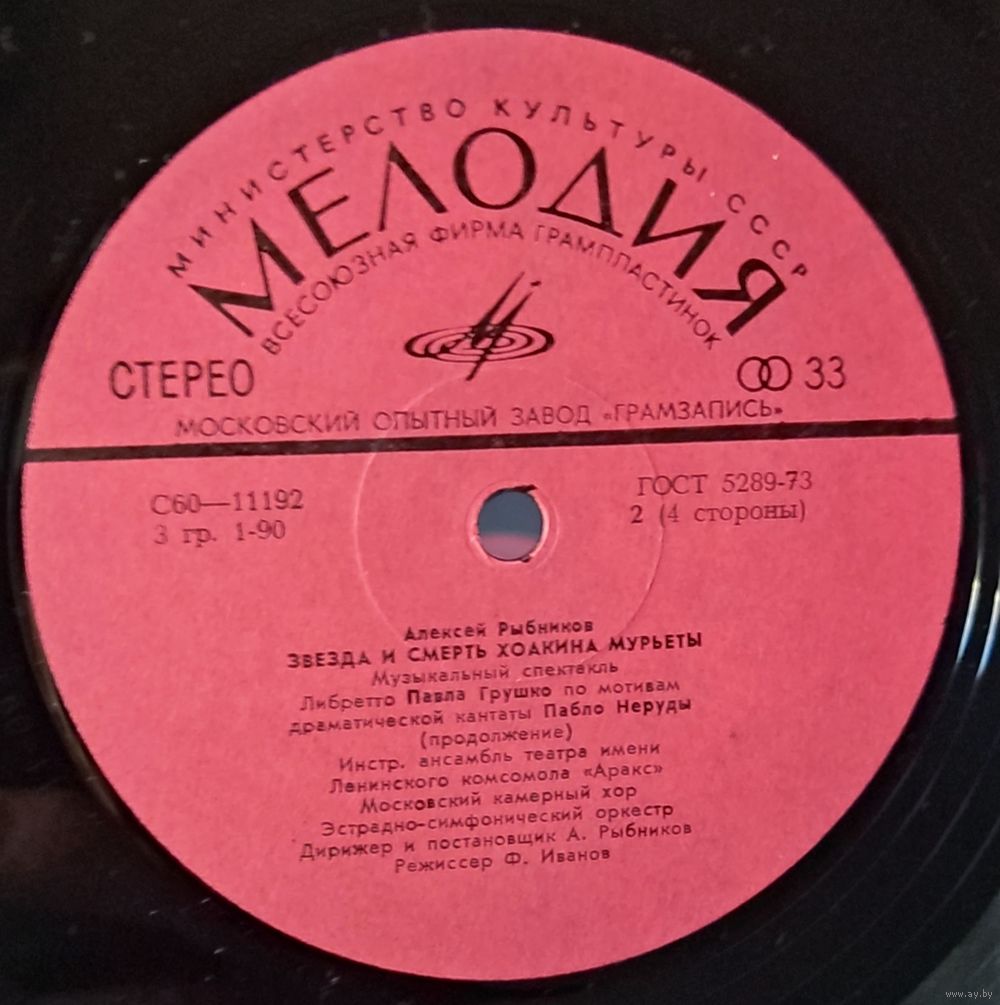 МИНИСТЕРСТВО КУЛЬТУРЫ СССР
МЕЛОДИЯ
ВСЕСОЮЗНАЯ ФИРМА ГРАМПЛАСТИНОК
СТЕРЕО
33
МОСКОВСКИЙ ОПЫТНЫЙ ЗАВОД «ГРАМЗАПИСЬ»
С60—11192
ГОСТ 5289-73
3 гр. 1-90
2 (4 стороны)
Алексей Рыбников
ЗВЕЗДА И СМЕРТЬ ХОАКИНА МУРЬЕТЫ
Музыкальный спектакль
Либретто Павла Грушко по мотивам
драматической кантаты Пабло Неруды
(продолжение)
Инстр. ансамбль театра имени
Ленинского комсомола «Аракс»
Московский камерный хор
Эстрадно-симфонический оркестр
Дирижер и постановщик А. Рыбников
Режиссер Ф. Иванов
www.ay.by